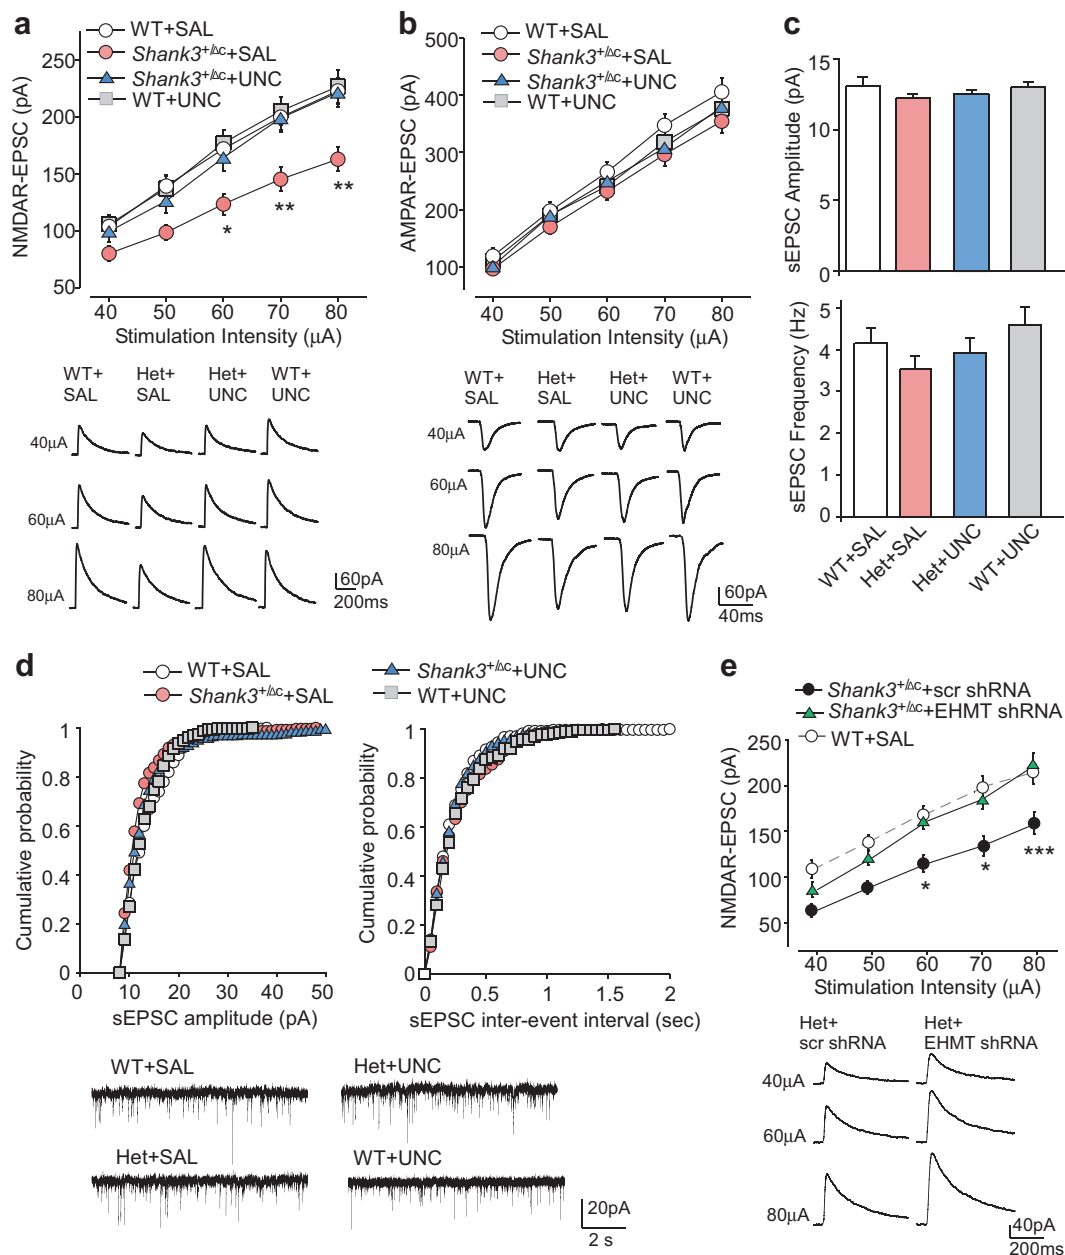 a
WT+SAL
Shank3+/ΔC+SAL
Shank3+/ΔC+UNC
WT+UNC
NMDAR-EPSC (pA)
250
200
150
100
50
*
**
**
40 50 60 70 80
Stimulation Intensity (μA)
WT+ SAL
Het+ SAL
Het+ UNC
WT+ UNC
40μA
60μA
80μA
60pA
200ms
b
WT+SAL
Shank3+/ΔC+SAL
Shank3+/ΔC+UNC
WT+UNC
AMPAR-EPSC (pA)
500
400
300
200
100
40 50 60 70 80
Stimulation Intensity (μA)
WT+ SAL
Het+ SAL
Het+ UNC
WT+ UNC
40μA
60μA
80μA
60pA
40ms
c
sEPSC Amplitude (pA)
15
10
5
0
sEPSC Frequency (Hz)
5
4
3
2
1
0
WT+SAL
Het+SAL
Het+UNC
WT+UNC
d
WT+SAL
Shank3+/ΔC+SAL
Shank3+/ΔC+UNC
WT+UNC
Cumulative probability
1
0.8
0.6
0.4
0.2
0
0 10 20 30 40 50
sEPSC amplitude (pA)
Cumulative probability
1
0.8
0.6
0.4
0.2
0
0 0.5 1 1.5 2
sEPSC inter-event interval (sec)
WT+SAL
Het+UNC
Het+SAL
WT+UNC
20pA
2 s
e
Shank3+/ΔC+scr shRNA
Shank3+/ΔC+EHMT shRNA
WT+SAL
NMDAR-EPSC (pA)
250
200
150
100
50
*
*
***
40 50 60 70 80
Stimulation Intensity (μA)
Het+
scr shRNA
Het+
EHMT shRNA
40μA
60μA
80μA
40pA
200ms